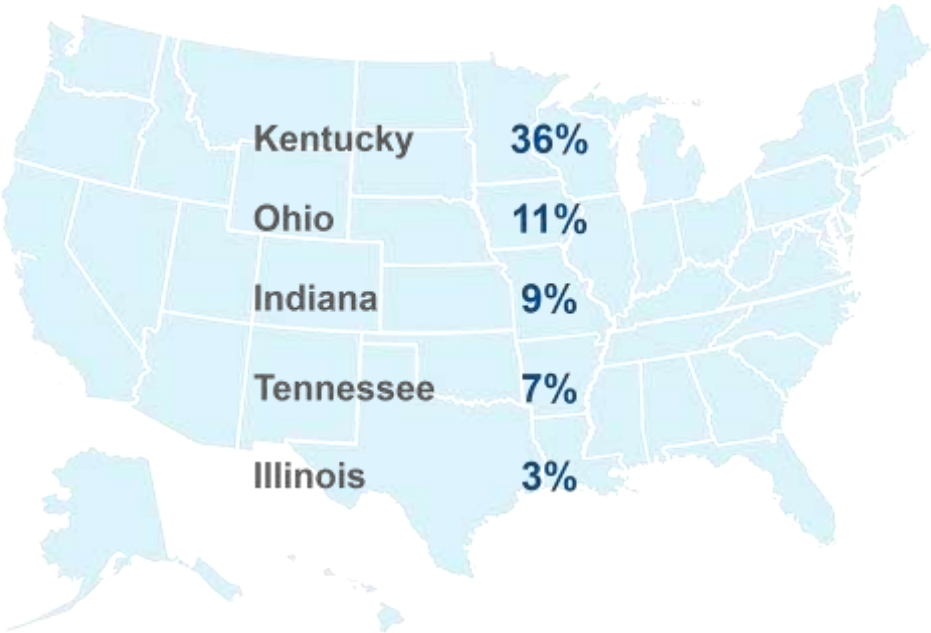 Kentucky 36%
Ohio 11%
Indiana 9%
Tennessee 7%
Illinois 3%